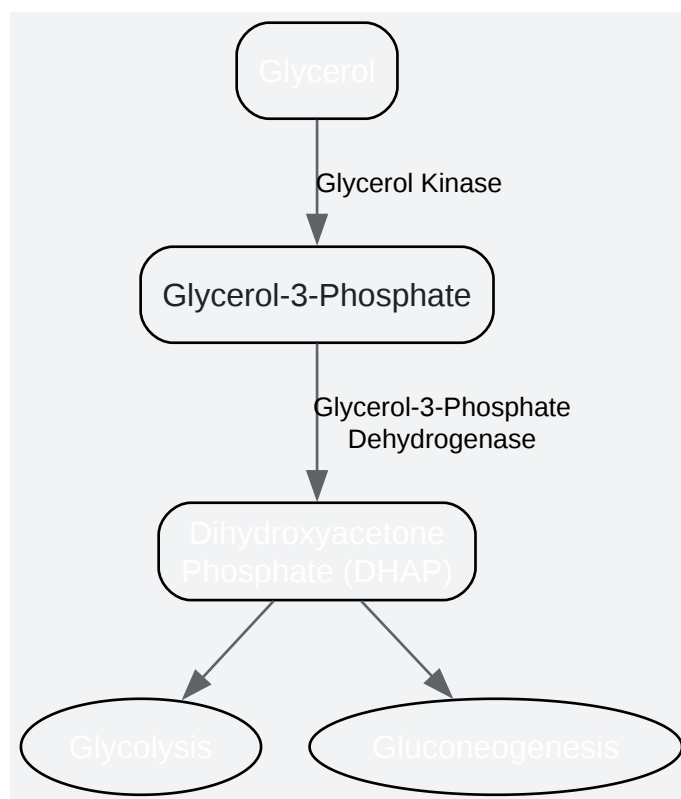 Glycerol
Glycerol Kinase
Glycerol-3-Phosphate
Glycerol-3-Phosphate
Dehydrogenase
Dihydroxyacetone
Phosphate (DHAP)
Glycolysis
Gluconeogenesis